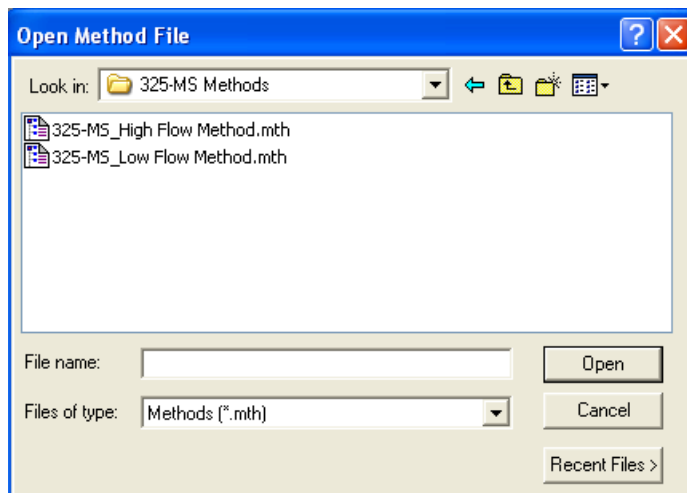 Open Method File
Look in: 325-MS Methods
325-MS_High Flow Method.mth
325-MS_Low Flow Method.mth
File name: Open
Files of type: Methods (*.mth) Cancel
Recent Files >